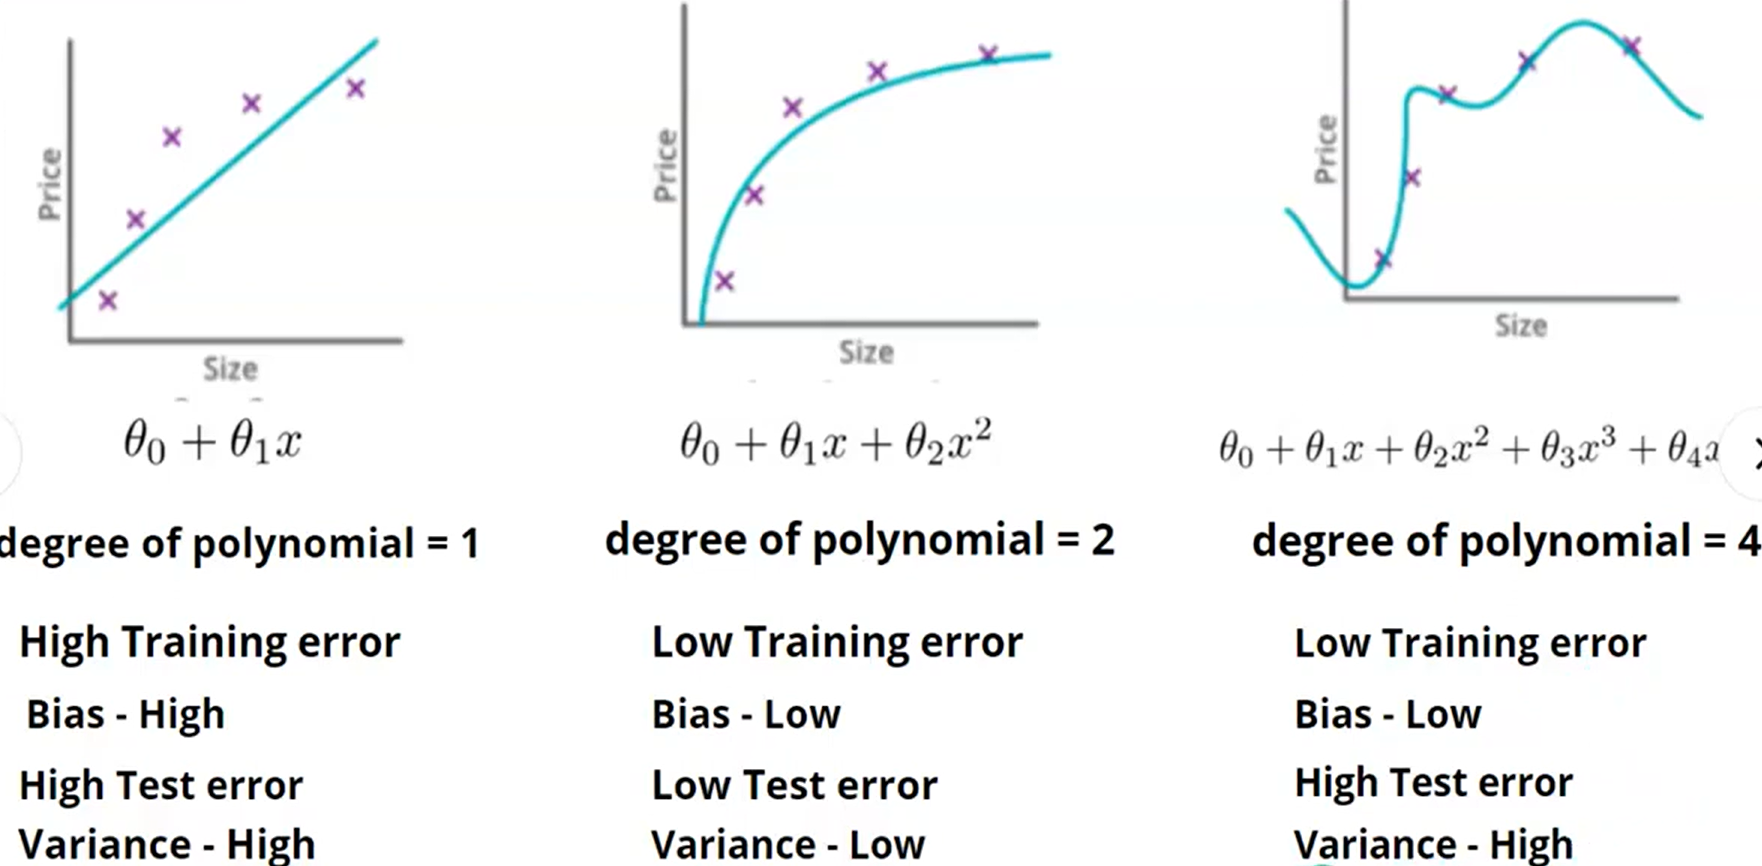 Price
Size
θ₀ + θ₁x
degree of polynomial = 1
High Training error
Bias - High
High Test error
Variance - High
Price
Size
θ₀ + θ₁x + θ₂x²
degree of polynomial = 2
Low Training error
Bias - Low
Low Test error
Variance - Low
Price
Size
θ₀ + θ₁x + θ₂x² + θ₃x³ + θ₄x
degree of polynomial = 4
Low Training error
Bias - Low
High Test error
Variance - High